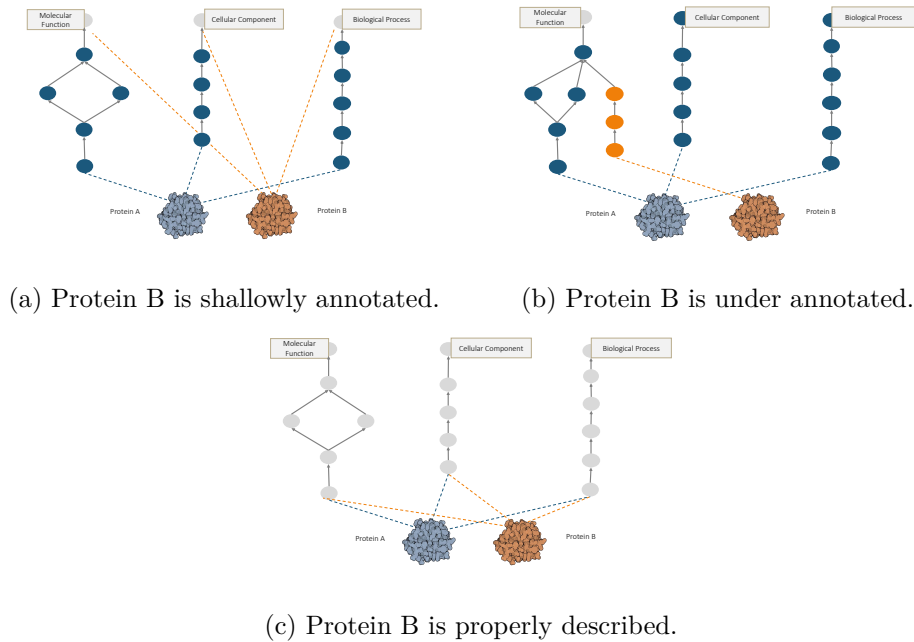 Molecular
Function
Cellular Component
Biological Process
Protein A
Protein B
(a) Protein B is shallowly annotated.
Molecular
Function
Cellular Component
Biological Process
Protein A
Protein B
(b) Protein B is under annotated.
Molecular
Function
Cellular Component
Biological Process
Protein A
Protein B
(c) Protein B is properly described.